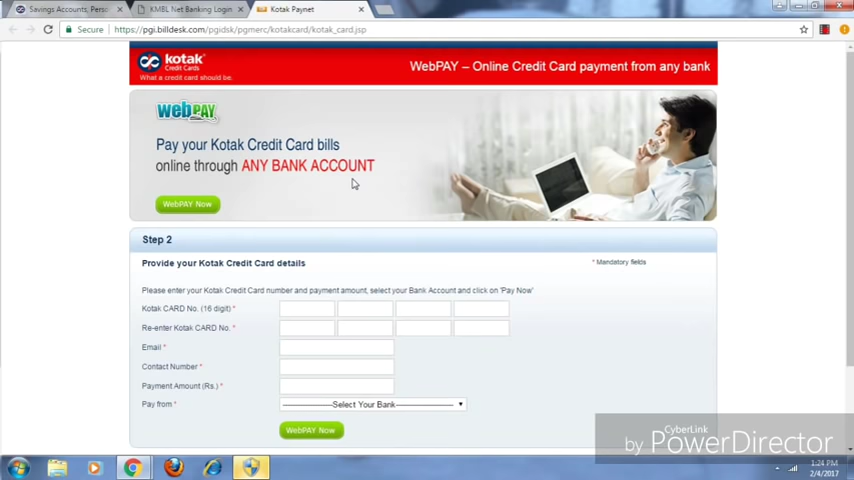 Savings Accounts, Perso
KMBL Net Banking Login
Kotak Paynet
Secure
https://pgi.billdesk.com/pgidsk/pgmerc/kotakcard/kotak_card.jsp
kotak
Credit Cards
What a credit card should be.
WebPAY – Online Credit Card payment from any bank
webPAY
Pay your Kotak Credit Card bills
online through ANY BANK ACCOUNT
WebPAY Now
Step 2
Provide your Kotak Credit Card details
* Mandatory fields
Please enter your Kotak Credit Card number and payment amount, select your Bank Account and click on 'Pay Now'
Kotak CARD No. (16 digit) *
Re-enter Kotak CARD No. *
Email *
Contact Number *
Payment Amount (Rs.) *
Pay from *
---------------Select Your Bank---------------
WebPAY Now
CyberLink
by PowerDirector
1:24 PM
2/4/2017